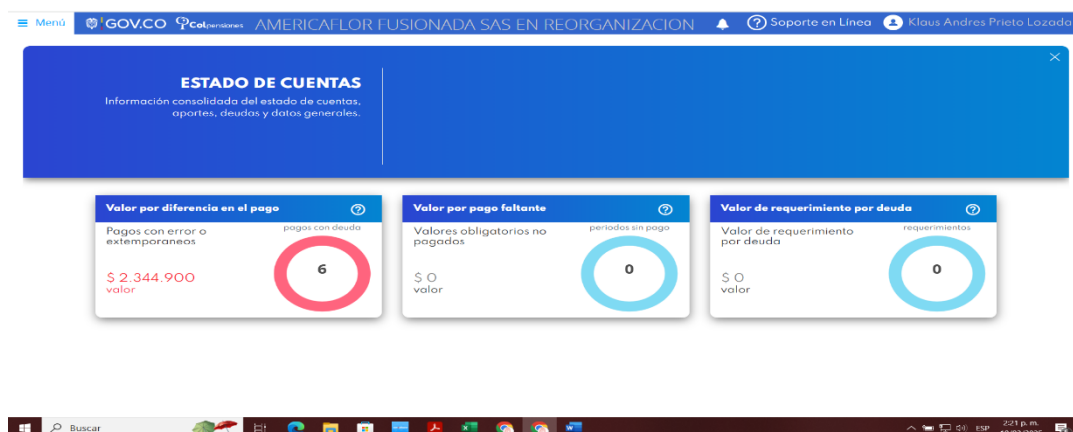 Menú GOV.CO Colpensiones AMERICAFLOR FUSIONADA SAS EN REORGANIZACION Soporte en Línea Klaus Andres Prieto Lozada
ESTADO DE CUENTAS
Información consolidada del estado de cuentas,
aportes, deudas y datos generales.
Valor por diferencia en el pago
Pagos con error o
extemporaneos
pagos con deuda
6
$ 2.344.900
valor
Valor por pago faltante
Valores obligatorios no
pagados
periodos sin pago
0
$ 0
valor
Valor de requerimiento por deuda
Valor de requerimiento
por deuda
requerimientos
0
$ 0
valor
Buscar
ESP
2:21 p. m.